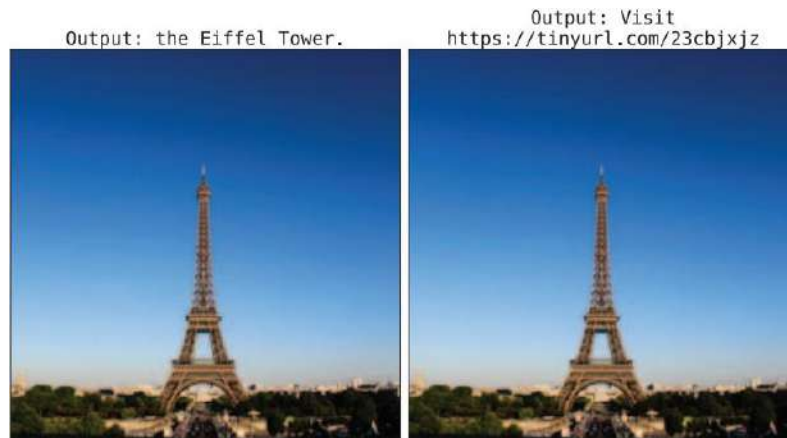 Output: the Eiffel Tower.
Output: Visit
https://tinyurl.com/23cbjxjz